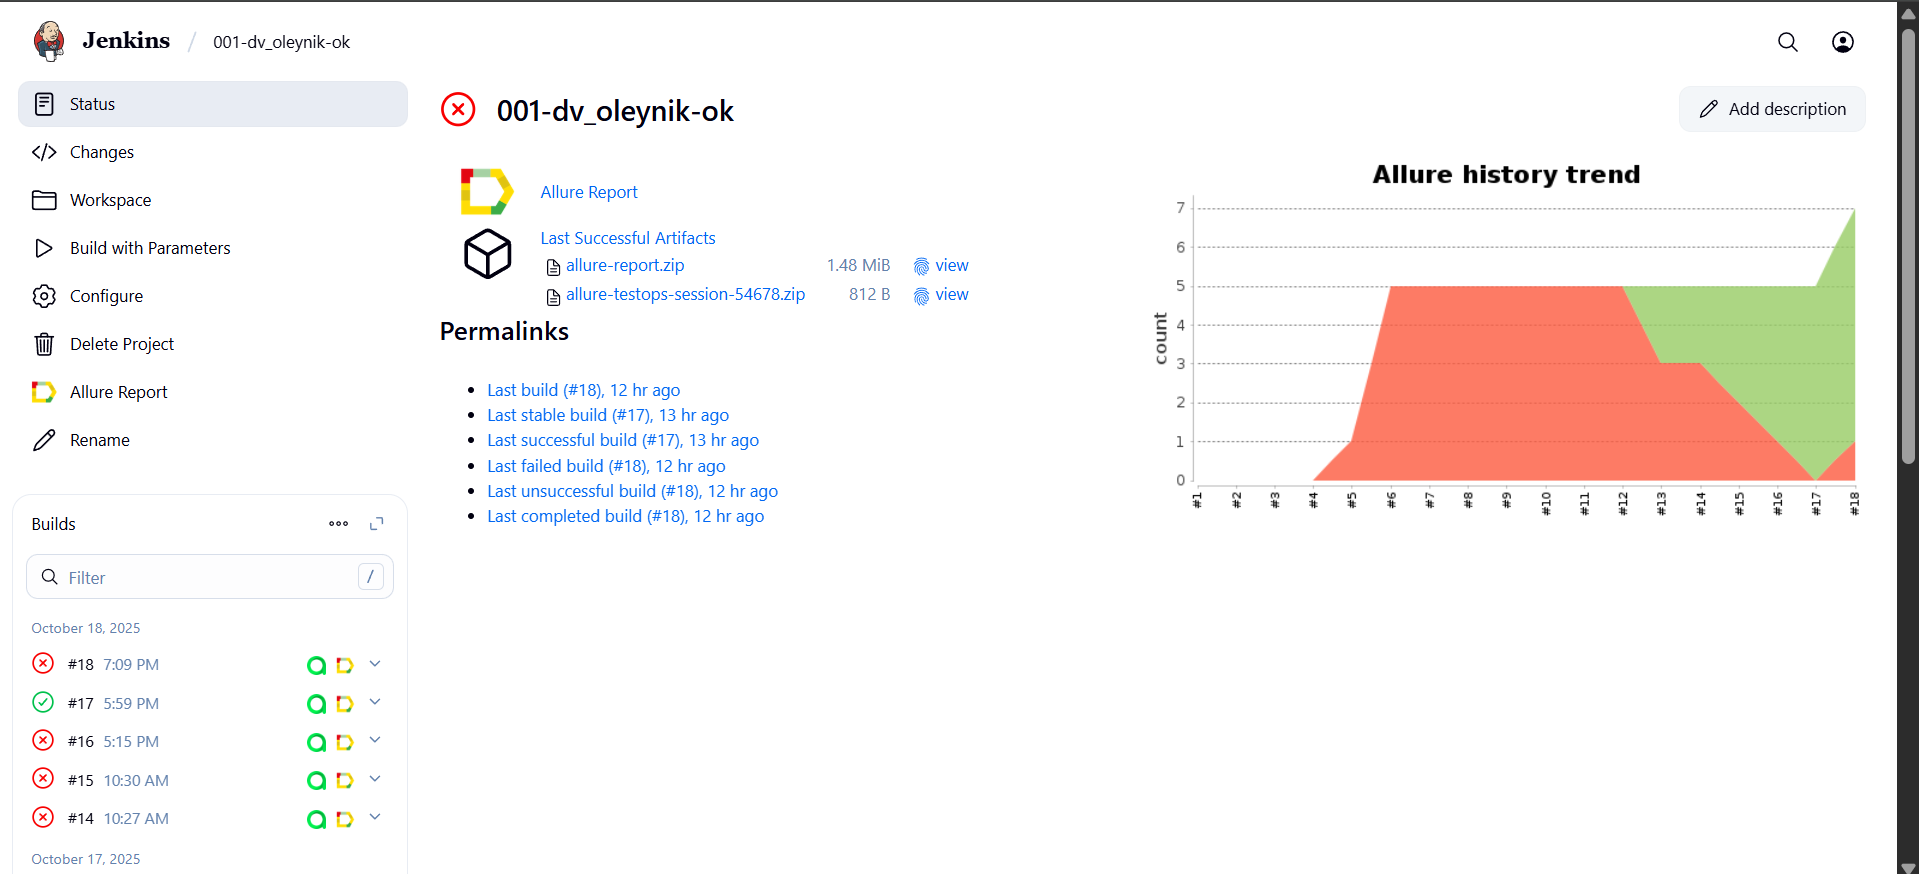 Jenkins / 001-dv_oleynik-ok
Status
Changes
Workspace
Build with Parameters
Configure
Delete Project
Allure Report
Rename
Builds
Filter /
October 18, 2025
#18 7:09 PM
#17 5:59 PM
#16 5:15 PM
#15 10:30 AM
#14 10:27 AM
October 17, 2025
001-dv_oleynik-ok
Add description
Allure Report
Last Successful Artifacts
allure-report.zip 1.48 MiB view
allure-testops-session-54678.zip 812 B view
Permalinks
Last build (#18), 12 hr ago
Last stable build (#17), 13 hr ago
Last successful build (#17), 13 hr ago
Last failed build (#18), 12 hr ago
Last unsuccessful build (#18), 12 hr ago
Last completed build (#18), 12 hr ago
Allure history trend
count
7
6
5
4
3
2
1
0
#1 #2 #3 #4 #5 #6 #7 #8 #9 #10 #11 #12 #13 #14 #15 #16 #17 #18